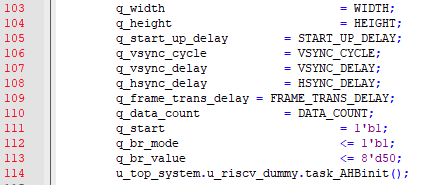 103 q_width = WIDTH;
104 q_height = HEIGHT;
105 q_start_up_delay = START_UP_DELAY;
106 q_vsync_cycle = VSYNC_CYCLE;
107 q_vsync_delay = VSYNC_DELAY;
108 q_hsync_delay = HSYNC_DELAY;
109 q_frame_trans_delay = FRAME_TRANS_DELAY;
110 q_data_count = DATA_COUNT;
111 q_start = 1'b1;
112 q_br_mode <= 1'b1;
113 q_br_value <= 8'd50;
114 u_top_system.u_riscv_dummy.task_AHBinit();